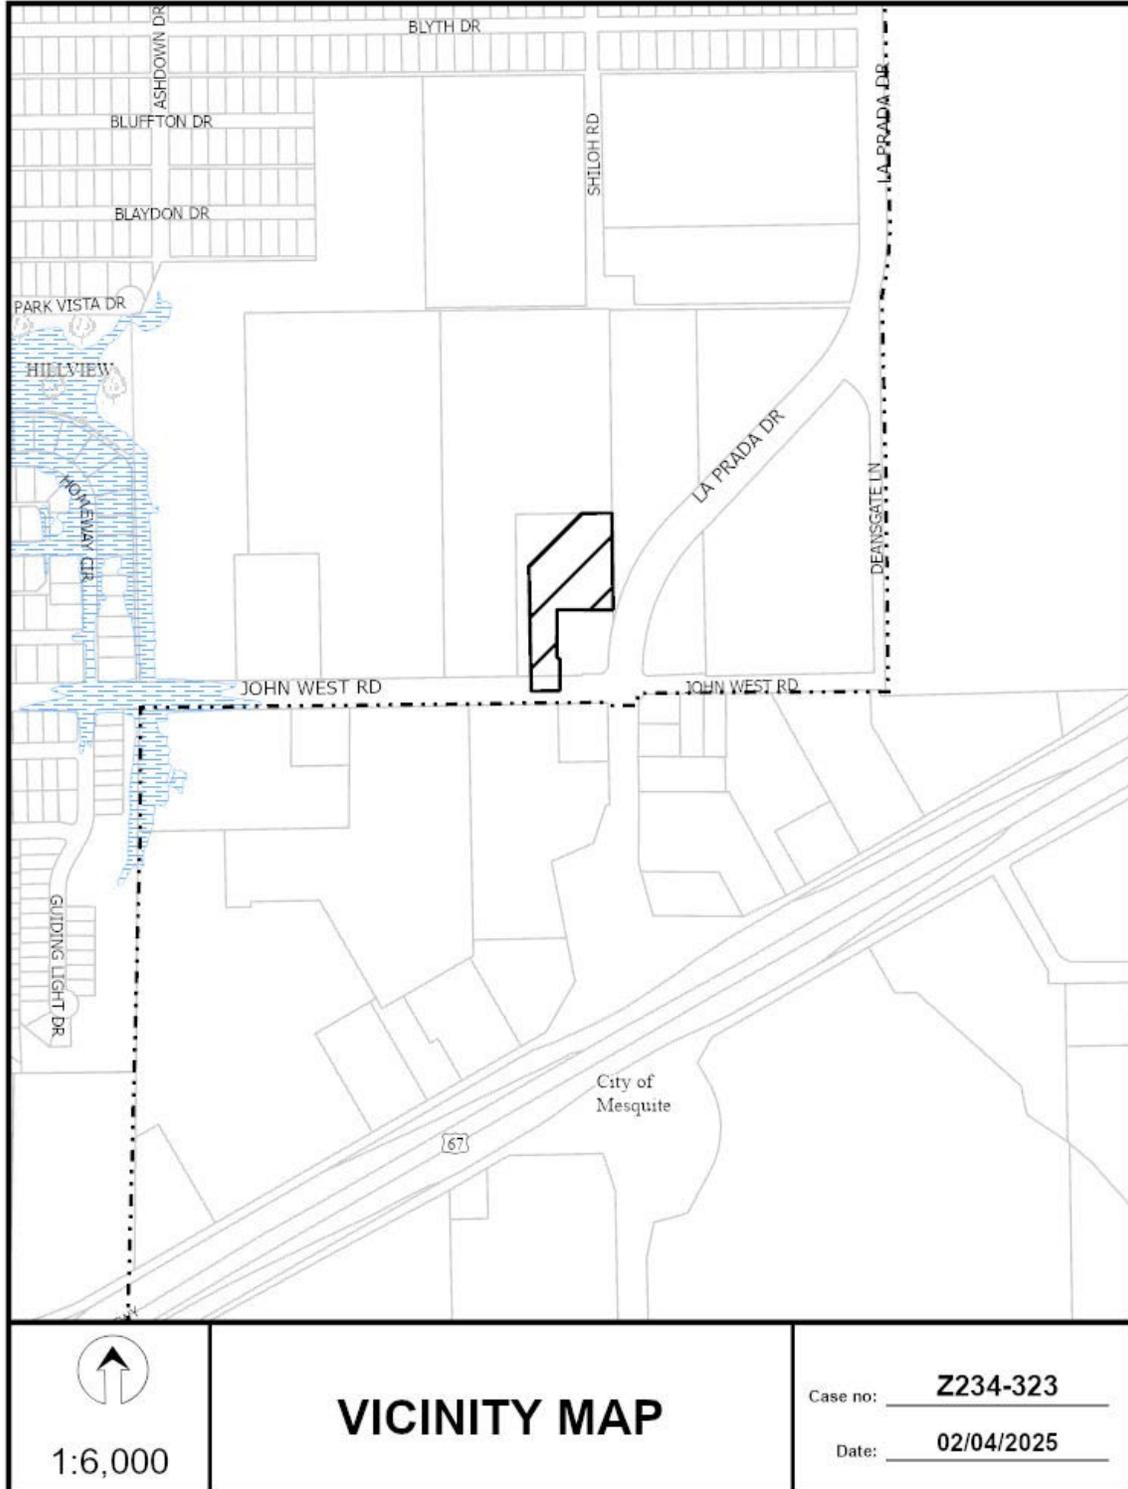 BLYTH DR
ASHDOWN DR
BLUFFTON DR
SHILOH RD
LA PRADA DR
BLAYDON DR
PARK VISTA DR
HILLVIEW
LA PRADA DR
HOMEWAY CIR
DEANSGATE LN
JOHN WEST RD
JOHN WEST RD
GUIDING LIGHT DR
City of
Mesquite
67
1:6,000
VICINITY MAP
Case no: Z234-323
Date: 02/04/2025